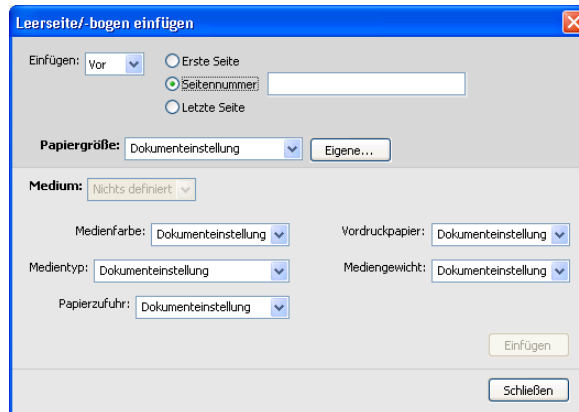 Leerseite/-bogen einfügen
Einfügen: Vor
Erste Seite
Seitennummer
Letzte Seite
Papiergröße: Dokumenteinstellung Eigene...
Medium: Nichts definiert
Medienfarbe: Dokumenteinstellung Vordruckpapier: Dokumenteinstellung
Medientyp: Dokumenteinstellung Mediengewicht: Dokumenteinstellung
Papierzufuhr: Dokumenteinstellung
Einfügen
Schließen